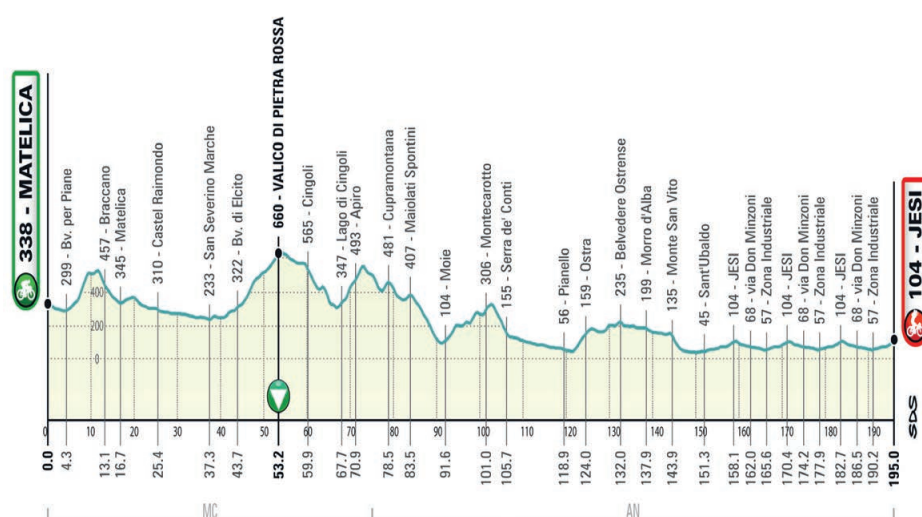 338 - MATELICA
299 - Bv. per Piane
457 - Braccano
345 - Matelica
310 - Castel Raimondo
233 - San Severino Marche
322 - Bv. di Elcito
660 - VALICO DI PIETRA ROSSA
565 - Cingoli
347 - Lago di Cingoli
493 - Apiro
481 - Cupramontana
407 - Maiolati Spontini
104 - Moie
306 - Montecarotto
155 - Serra de' Conti
56 - Pianello
159 - Ostra
235 - Belvedere Ostrense
199 - Morro d'Alba
135 - Monte San Vito
45 - Sant'Ubaldo
104 - JESI
68 - via Don Minzoni
57 - Zona Industriale
104 - JESI
68 - via Don Minzoni
57 - Zona Industriale
104 - JESI
68 - via Don Minzoni
57 - Zona Industriale
104 - JESI
400
200
0
SDS
0 10 20 30 40 50 60 70 80 90 100 110 120 130 140 150 160 170 180 190
0.0 4.3 13.1 16.7 25.4 37.3 43.7 53.2 59.9 67.7 70.9 78.5 83.5 91.6 101.0 105.7 118.9 124.0 132.0 137.9 143.9 151.3 158.1 162.0 165.6 170.4 174.2 177.9 182.7 186.5 190.2 195.0
MC AN